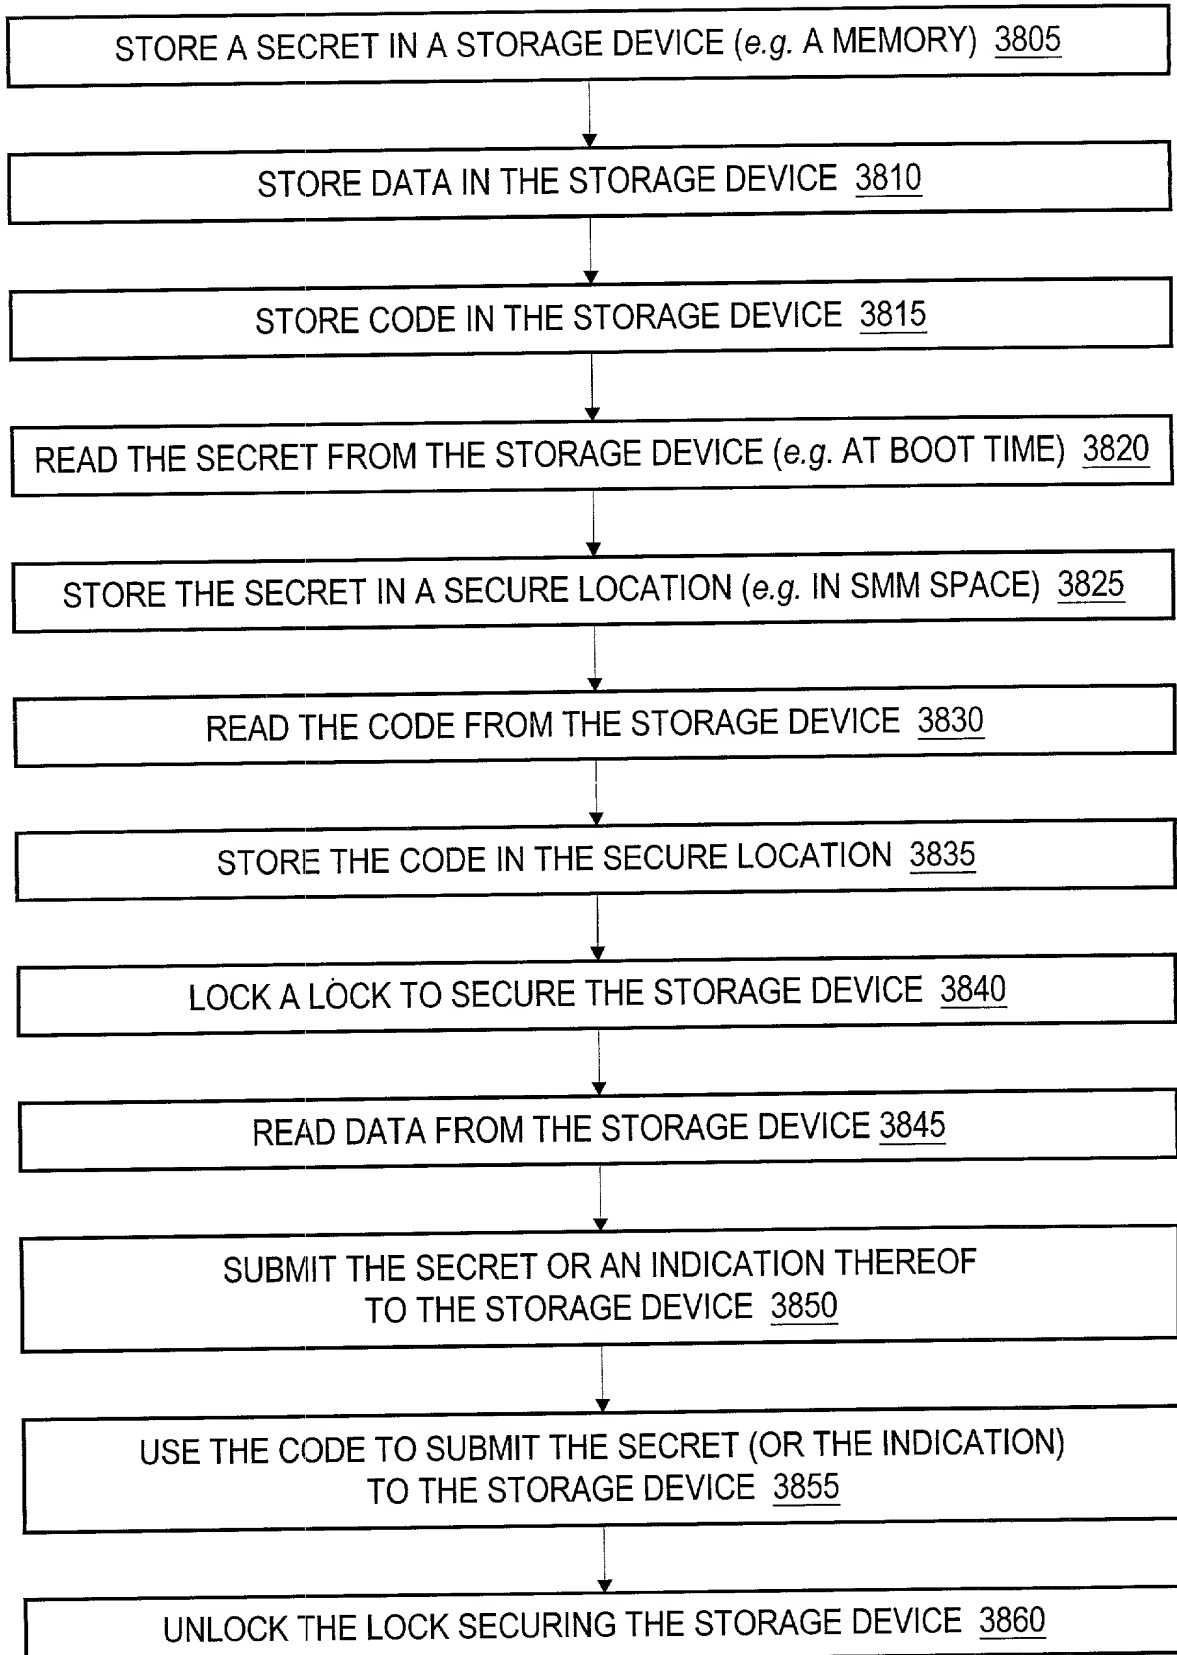 STORE A SECRET IN A STORAGE DEVICE (e.g. A MEMORY) 3805
STORE DATA IN THE STORAGE DEVICE 3810
STORE CODE IN THE STORAGE DEVICE 3815
READ THE SECRET FROM THE STORAGE DEVICE (e.g. AT BOOT TIME) 3820
STORE THE SECRET IN A SECURE LOCATION (e.g. IN SMM SPACE) 3825
READ THE CODE FROM THE STORAGE DEVICE 3830
STORE THE CODE IN THE SECURE LOCATION 3835
LOCK A LOCK TO SECURE THE STORAGE DEVICE 3840
READ DATA FROM THE STORAGE DEVICE 3845
SUBMIT THE SECRET OR AN INDICATION THEREOF
TO THE STORAGE DEVICE 3850
USE THE CODE TO SUBMIT THE SECRET (OR THE INDICATION)
TO THE STORAGE DEVICE 3855
UNLOCK THE LOCK SECURING THE STORAGE DEVICE 3860